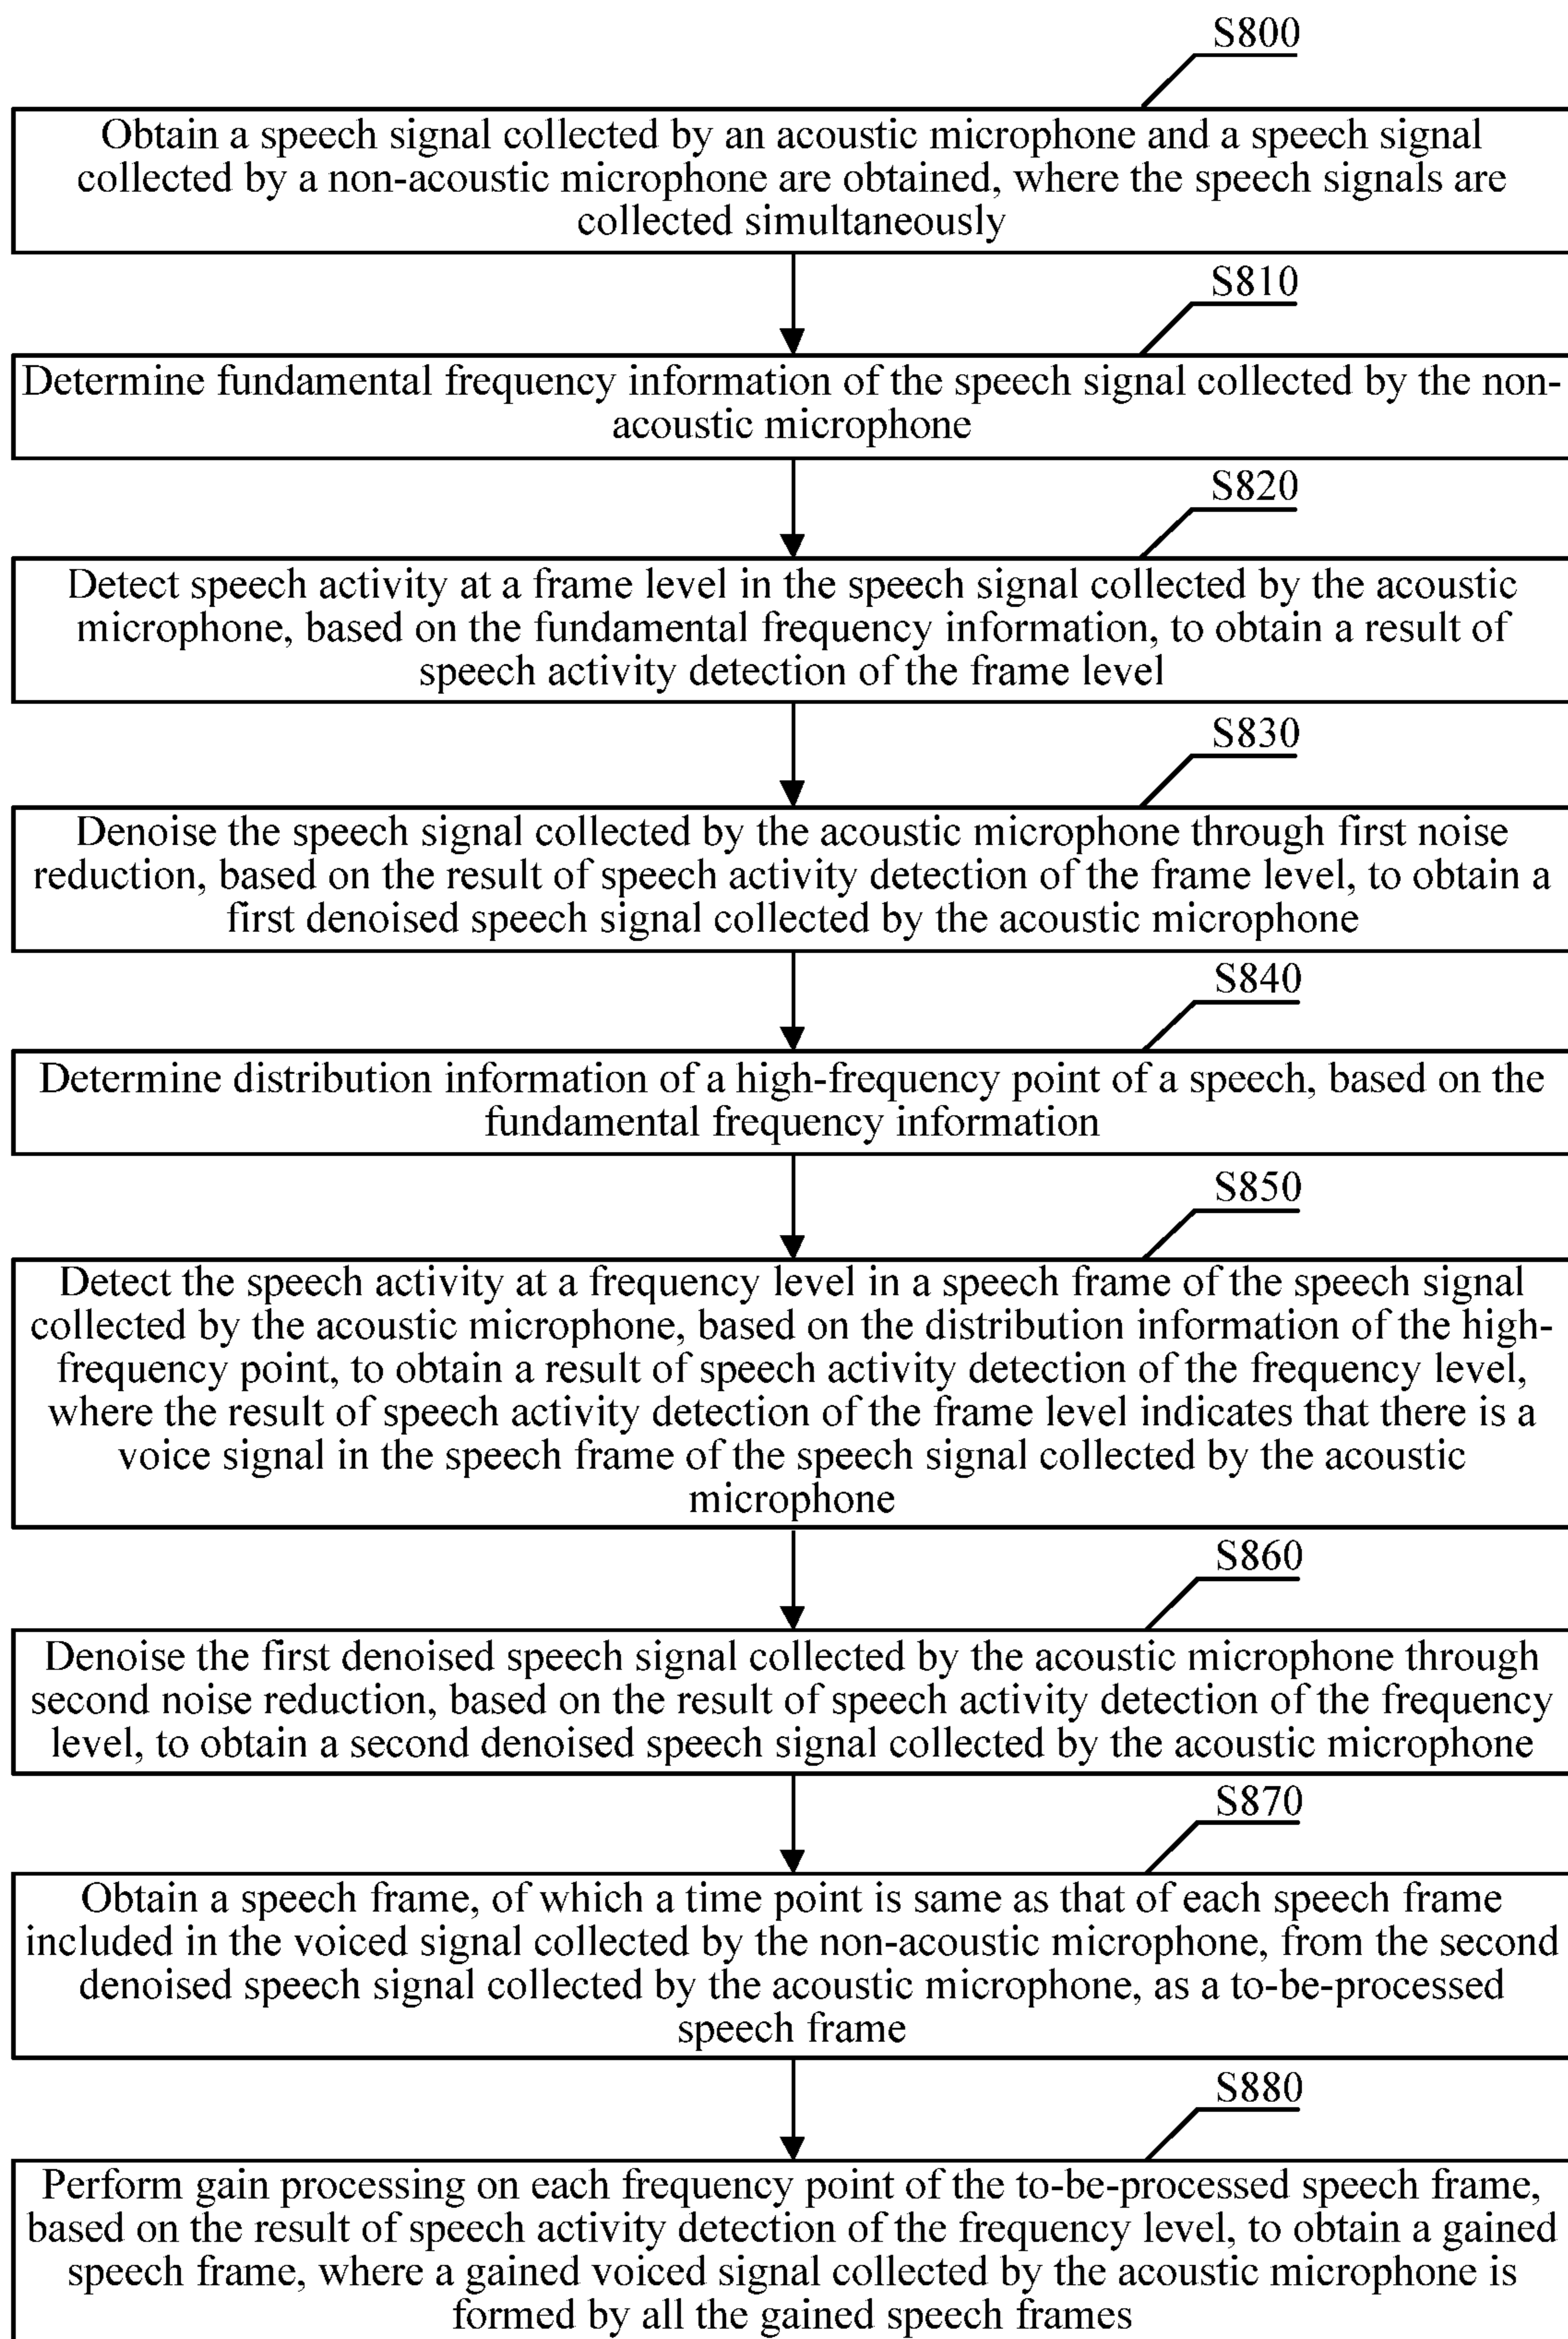 S800
Obtain a speech signal collected by an acoustic microphone and a speech signal
collected by a non-acoustic microphone are obtained, where the speech signals are
collected simultaneously
S810
Determine fundamental frequency information of the speech signal collected by the non-
acoustic microphone
S820
Detect speech activity at a frame level in the speech signal collected by the acoustic
microphone, based on the fundamental frequency information, to obtain a result of
speech activity detection of the frame level
S830
Denoise the speech signal collected by the acoustic microphone through first noise
reduction, based on the result of speech activity detection of the frame level, to obtain a
first denoised speech signal collected by the acoustic microphone
S840
Determine distribution information of a high-frequency point of a speech, based on the
fundamental frequency information
S850
Detect the speech activity at a frequency level in a speech frame of the speech signal
collected by the acoustic microphone, based on the distribution information of the high-
frequency point, to obtain a result of speech activity detection of the frequency level,
where the result of speech activity detection of the frame level indicates that there is a
voice signal in the speech frame of the speech signal collected by the acoustic
microphone
S860
Denoise the first denoised speech signal collected by the acoustic microphone through
second noise reduction, based on the result of speech activity detection of the frequency
level, to obtain a second denoised speech signal collected by the acoustic microphone
S870
Obtain a speech frame, of which a time point is same as that of each speech frame
included in the voiced signal collected by the non-acoustic microphone, from the second
denoised speech signal collected by the acoustic microphone, as a to-be-processed
speech frame
S880
Perform gain processing on each frequency point of the to-be-processed speech frame,
based on the result of speech activity detection of the frequency level, to obtain a gained
speech frame, where a gained voiced signal collected by the acoustic microphone is
formed by all the gained speech frames